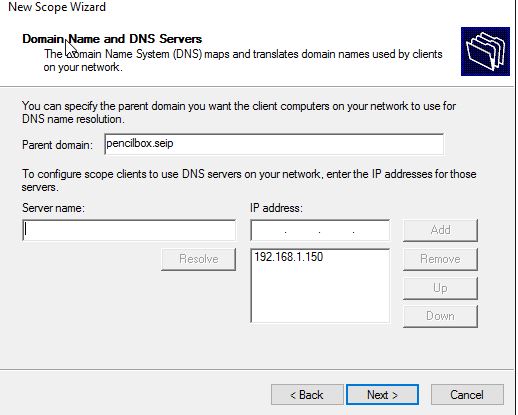 New Scope Wizard
Domain Name and DNS Servers
The Domain Name System (DNS) maps and translates domain names used by clients
on your network.
You can specify the parent domain you want the client computers on your network to use for
DNS name resolution.
Parent domain: pencilbox.seip
To configure scope clients to use DNS servers on your network, enter the IP addresses for those
servers.
Server name: IP address:
. . . Add
Resolve 192.168.1.150 Remove
Up
Down
< Back Next > Cancel